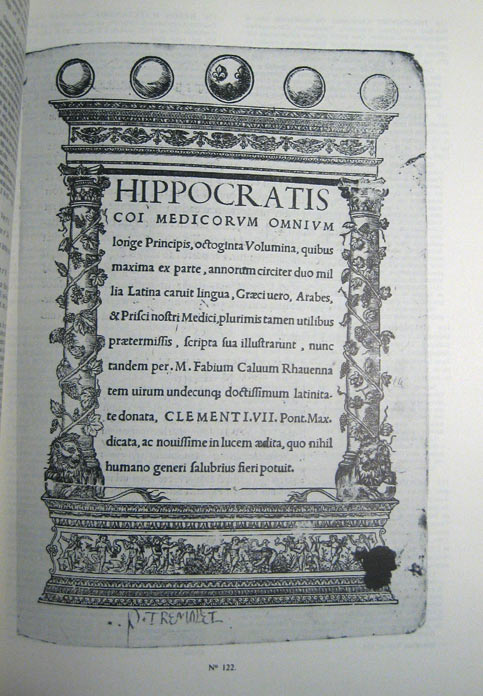 HIPPOCRATIS
COI MEDICORVM OMNIVM
longe Principis, octoginta Volumina, quibus
maxima ex parte, annorum circiter duo mil
lia Latina caruit lingua, Græci uero, Arabes,
& Prisci nostri Medici, plurimis tamen utilibus
prætermissis, scripta sua illustrarunt, nunc
tandem per. M. Fabium Caluum Rhauenna
tem uirum undecunq; doctissimum latinita-
te donata, CLEMENTI. VII. Pont. Max.
dicata, ac nouissime in lucem ædita, quo nihil
humano generi salubrius fieri potuit.
Nº 122.